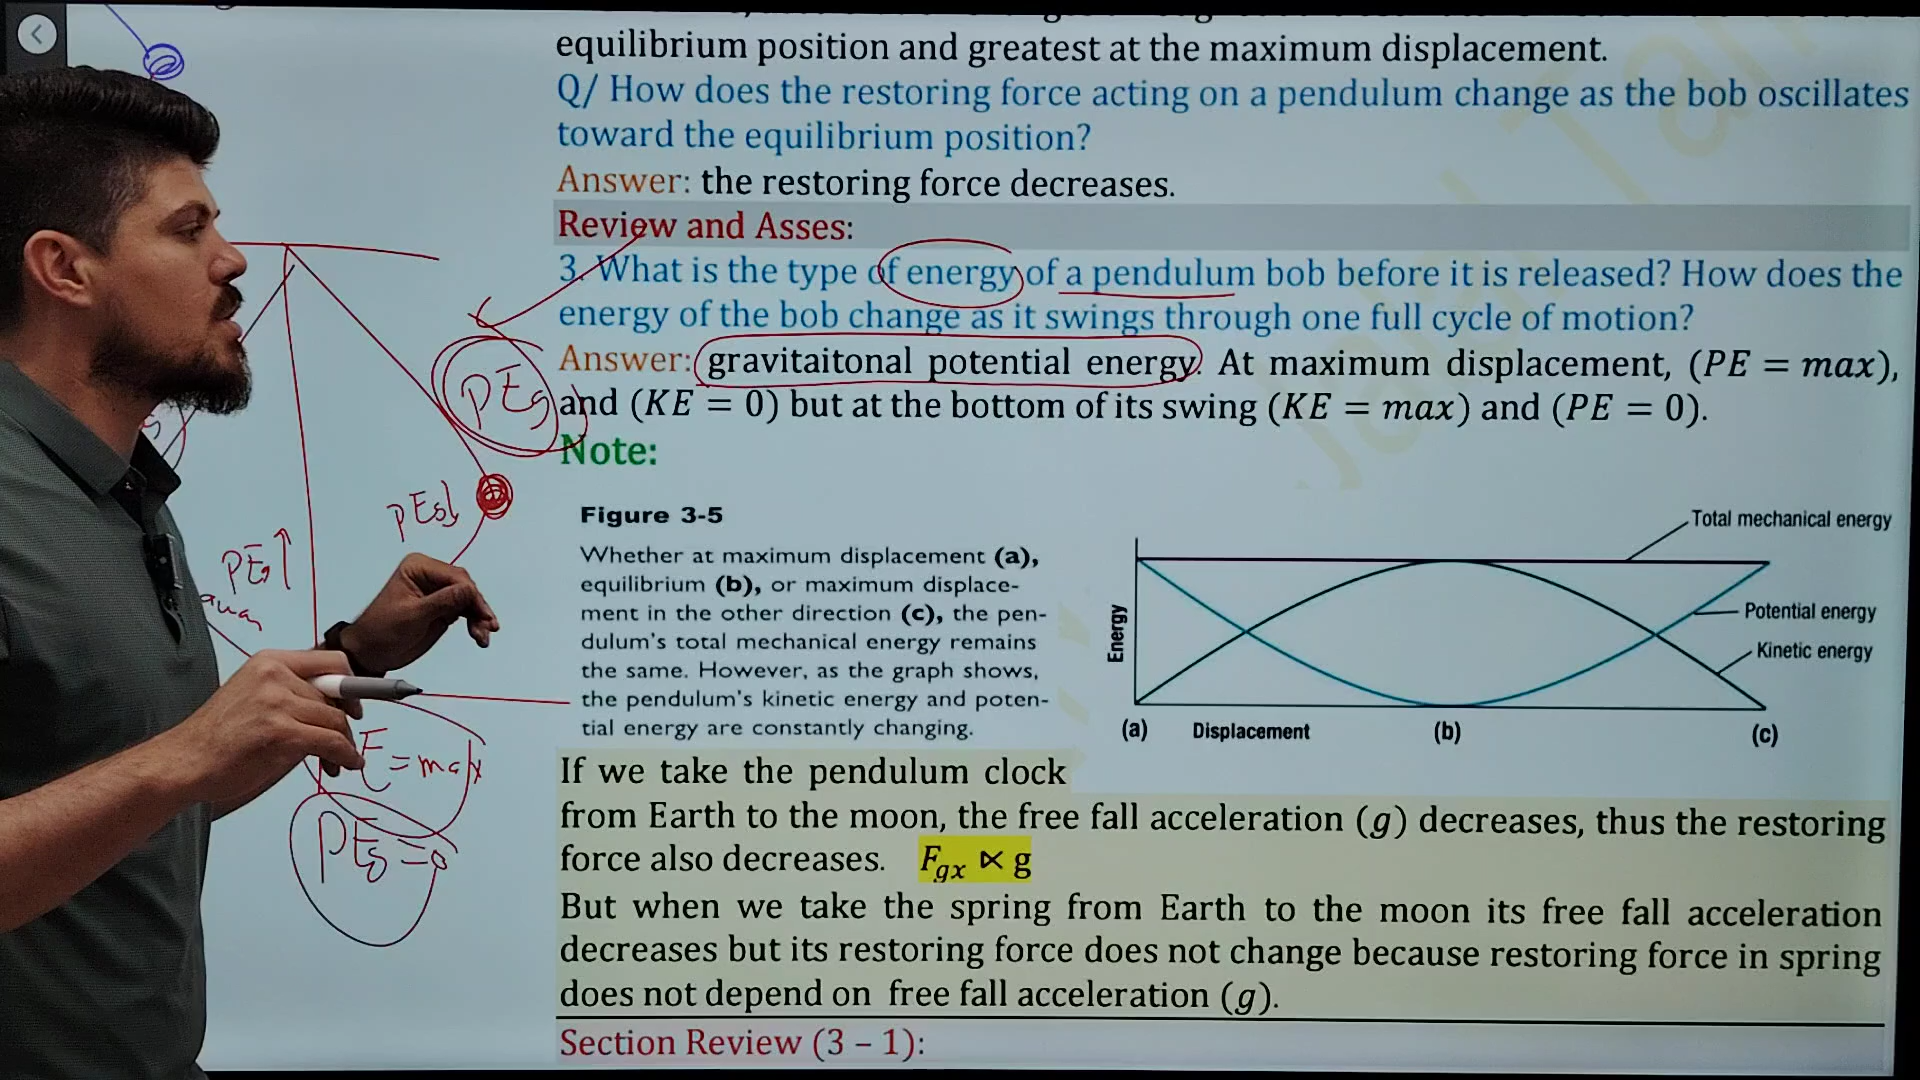 equilibrium position and greatest at the maximum displacement.
Q/ How does the restoring force acting on a pendulum change as the bob oscillates
toward the equilibrium position?
Answer: the restoring force decreases.
Review and Asses:
3. What is the type of energy of a pendulum bob before it is released? How does the
energy of the bob change as it swings through one full cycle of motion?
Answer: gravitaitonal potential energy. At maximum displacement, (PE = max),
and (KE = 0) but at the bottom of its swing (KE = max) and (PE = 0).
Note:
PEg
PEg↓
PEg↑
E = max
PEg = 0
Figure 3-5
Whether at maximum displacement (a),
equilibrium (b), or maximum displace-
ment in the other direction (c), the pen-
dulum's total mechanical energy remains
the same. However, as the graph shows,
the pendulum's kinetic energy and poten-
tial energy are constantly changing.
Total mechanical energy
Potential energy
Kinetic energy
Energy
(a) Displacement (b) (c)
If we take the pendulum clock
from Earth to the moon, the free fall acceleration (g) decreases, thus the restoring
force also decreases. Fgx ⋉ g
But when we take the spring from Earth to the moon its free fall acceleration
decreases but its restoring force does not change because restoring force in spring
does not depend on free fall acceleration (g).
Section Review (3 – 1):